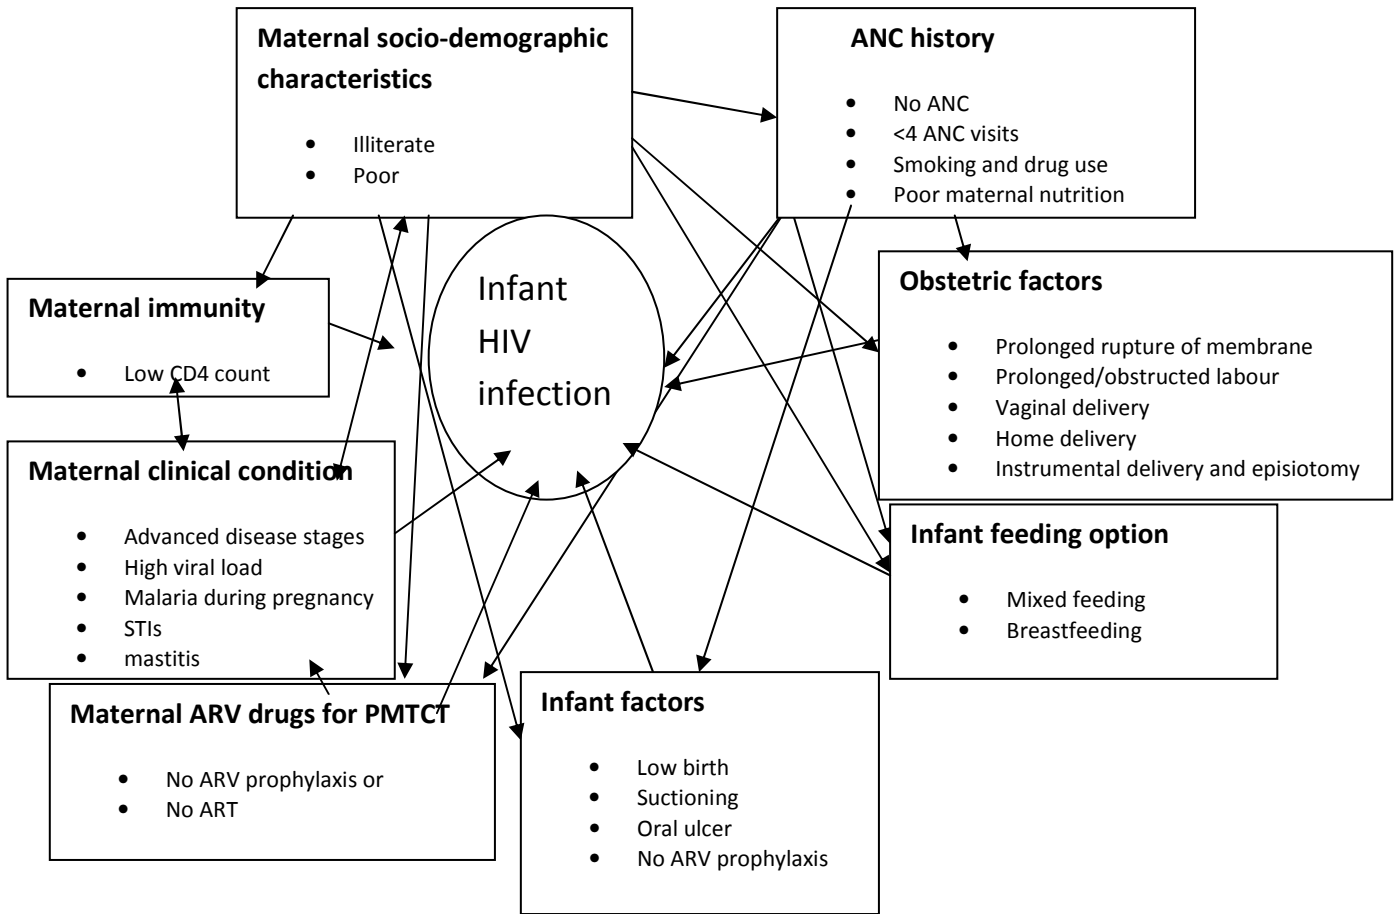 Maternal socio-demographic
characteristics
• Illiterate
• Poor
ANC history
• No ANC
• <4 ANC visits
• Smoking and drug use
• Poor maternal nutrition
Infant
HIV
infection
Maternal immunity
• Low CD4 count
Obstetric factors
• Prolonged rupture of membrane
• Prolonged/obstructed labour
• Vaginal delivery
• Home delivery
• Instrumental delivery and episiotomy
Maternal clinical condition
• Advanced disease stages
• High viral load
• Malaria during pregnancy
• STIs
• mastitis
Infant feeding option
• Mixed feeding
• Breastfeeding
Maternal ARV drugs for PMTCT
• No ARV prophylaxis or
• No ART
Infant factors
• Low birth
• Suctioning
• Oral ulcer
• No ARV prophylaxis